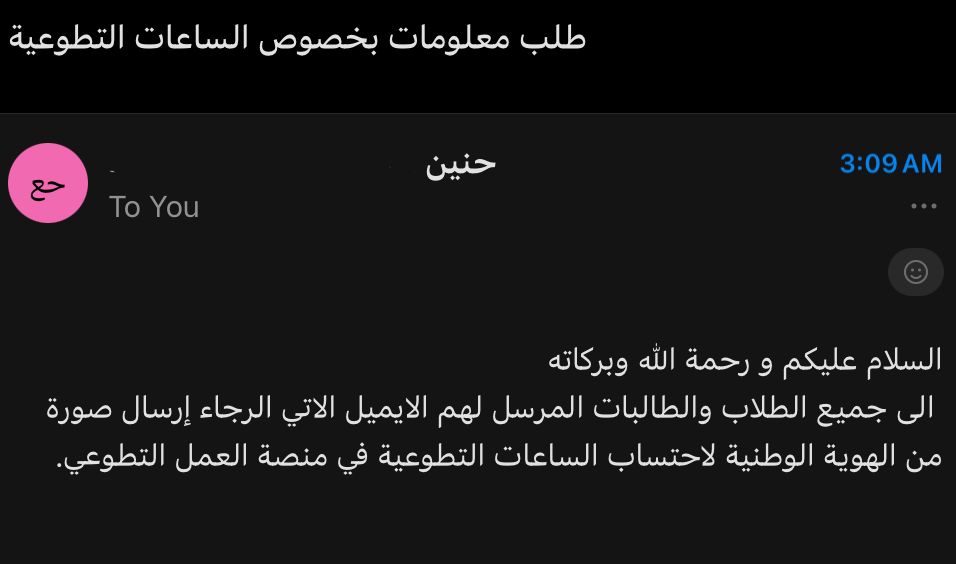 طلب معلومات بخصوص الساعات التطوعية
حنين
3:09 AM
حع
To You
السلام عليكم و رحمة الله وبركاته
الى جميع الطلاب والطالبات المرسل لهم الايميل الاتي الرجاء إرسال صورة
من الهوية الوطنية لاحتساب الساعات التطوعية في منصة العمل التطوعي.